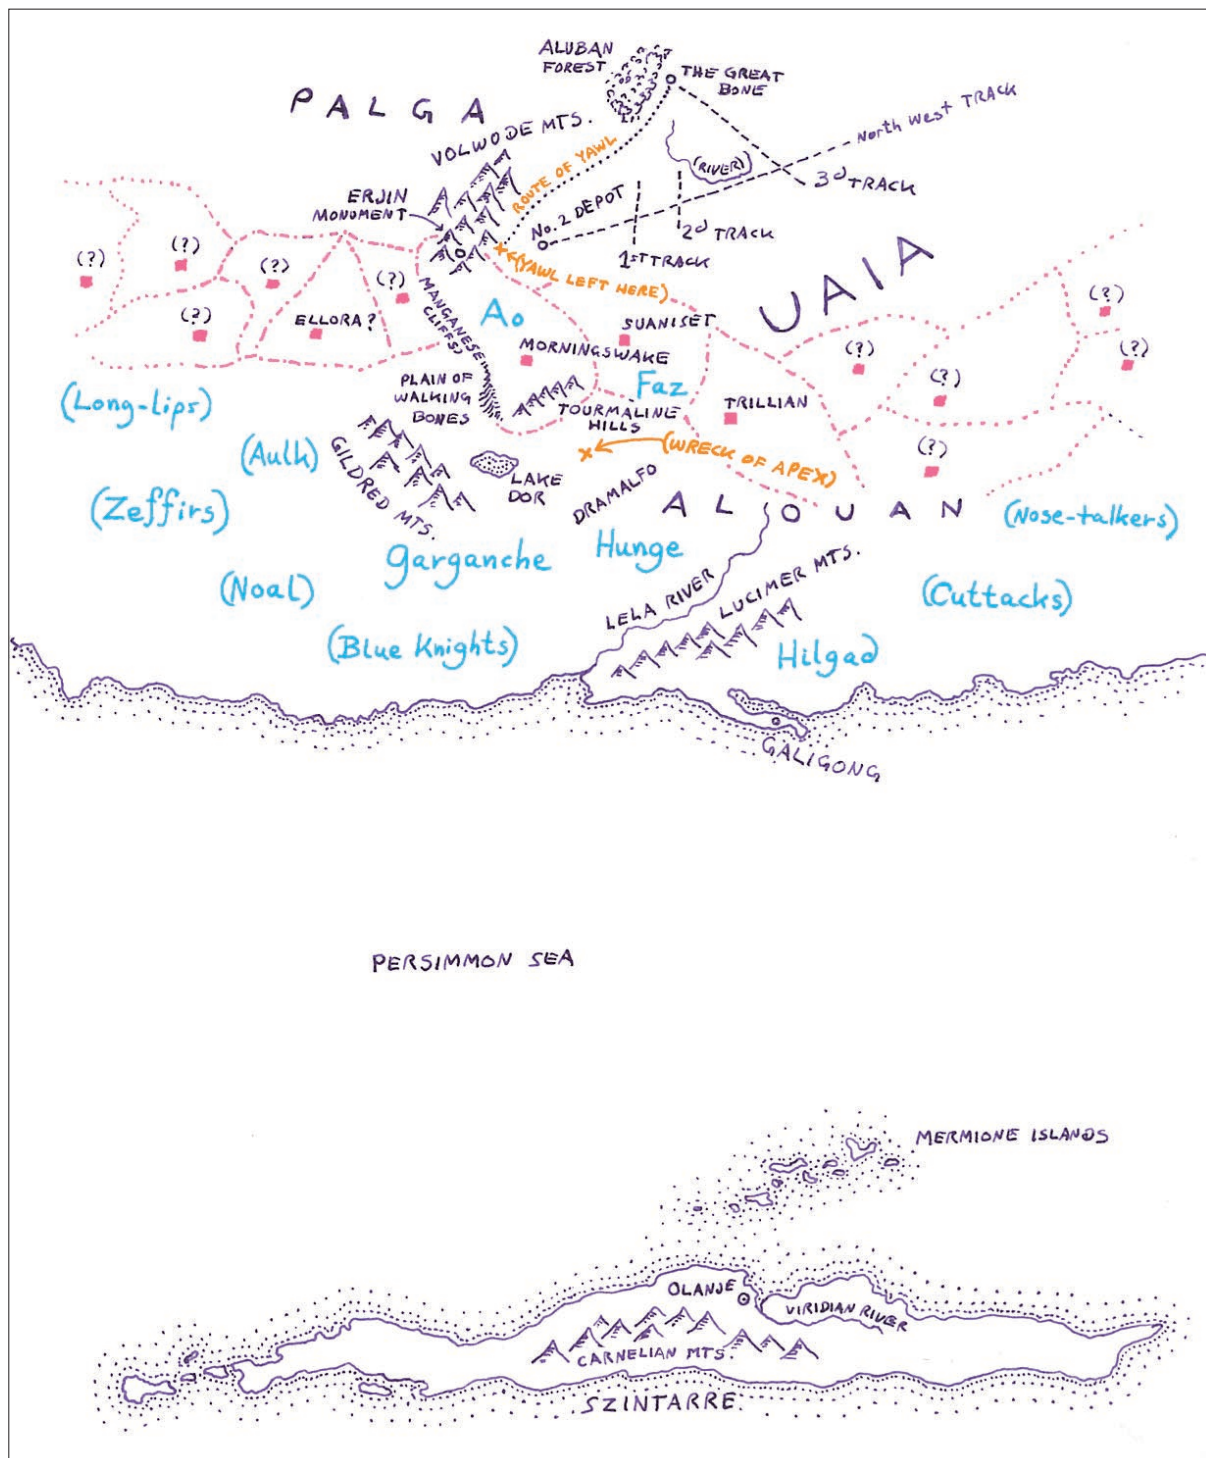 ALUBAN
FOREST
THE GREAT
BONE
PALGA
VOLWODE MTS.
North West TRACK
(RIVER)
3d TRACK
ROUTE OF YAWL
ERJIN
MONUMENT
No. 2 DEPOT
2d TRACK
1ST TRACK
(YAWL LEFT HERE)
UAIA
(?)
(?)
(?)
(?)
(?)
ELLORA?
MANGANESE
CLIFFS)
Ao
SUANISET
MORNINGSWAKE
Faz
TRILLIAN
(?)
(?)
(?)
(?)
(?)
PLAIN OF
WALKING
BONES
TOURMALINE
HILLS
(WRECK OF APEX)
(Long-lips)
(Aulk)
GILDRED MTS.
LAKE
DOR
DRAMALFO
ALOUAN
(Zeffirs)
(Nose-talkers)
Garganche
Hunge
(Noal)
LELA RIVER
LUCIMER MTS.
(Cuttacks)
(Blue Knights)
Hilgad
GALIGONG
PERSIMMON SEA
MERMIONE ISLANDS
OLANJE
VIRIDIAN
RIVER
CARNELIAN MTS.
SZINTARRE